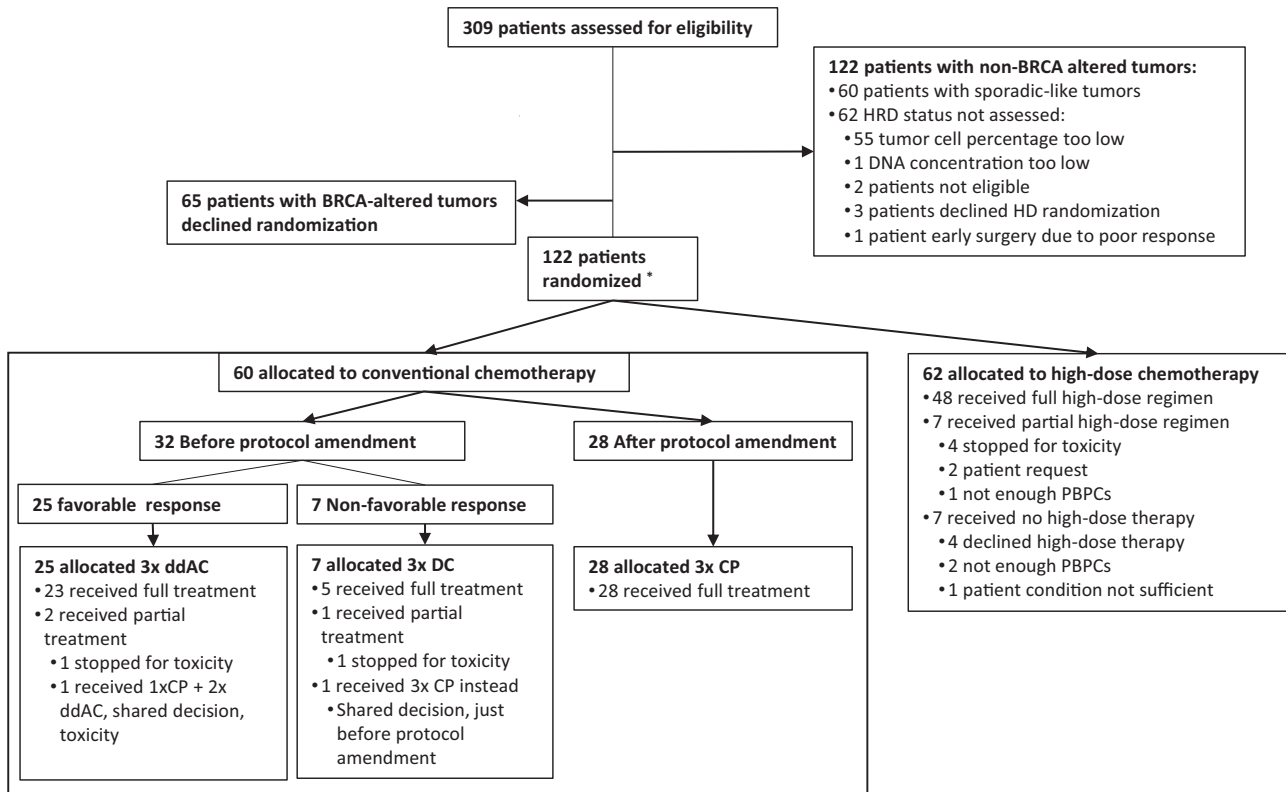 309 patients assessed for eligibility
122 patients with non-BRCA altered tumors:
• 60 patients with sporadic-like tumors
• 62 HRD status not assessed:
• 55 tumor cell percentage too low
• 1 DNA concentration too low
• 2 patients not eligible
• 3 patients declined HD randomization
• 1 patient early surgery due to poor response
65 patients with BRCA-altered tumors
declined randomization
122 patients
randomized *
60 allocated to conventional chemotherapy
32 Before protocol amendment
28 After protocol amendment
25 favorable response
7 Non-favorable response
25 allocated 3x ddAC
• 23 received full treatment
• 2 received partial
treatment
• 1 stopped for toxicity
• 1 received 1xCP + 2x
ddAC, shared decision,
toxicity
7 allocated 3x DC
• 5 received full treatment
• 1 received partial
treatment
• 1 stopped for toxicity
• 1 received 3x CP instead
• Shared decision, just
before protocol
amendment
28 allocated 3x CP
• 28 received full treatment
62 allocated to high-dose chemotherapy
• 48 received full high-dose regimen
• 7 received partial high-dose regimen
• 4 stopped for toxicity
• 2 patient request
• 1 not enough PBPCs
• 7 received no high-dose therapy
• 4 declined high-dose therapy
• 2 not enough PBPCs
• 1 patient condition not sufficient